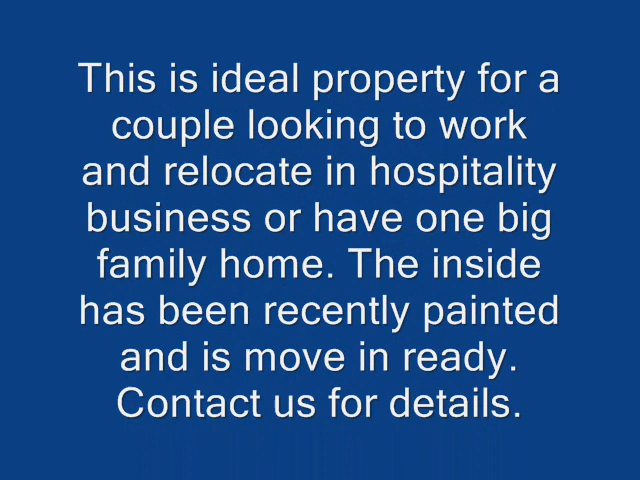 This is ideal property for a
couple looking to work
and relocate in hospitality
business or have one big
family home. The inside
has been recently painted
and is move in ready.
Contact us for details.